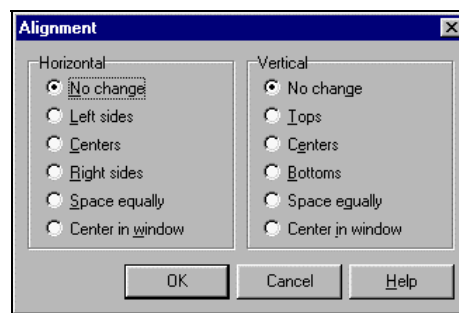 Alignment
Horizontal
No change
Left sides
Centers
Right sides
Space equally
Center in window
Vertical
No change
Tops
Centers
Bottoms
Space equally
Center in window
OK
Cancel
Help